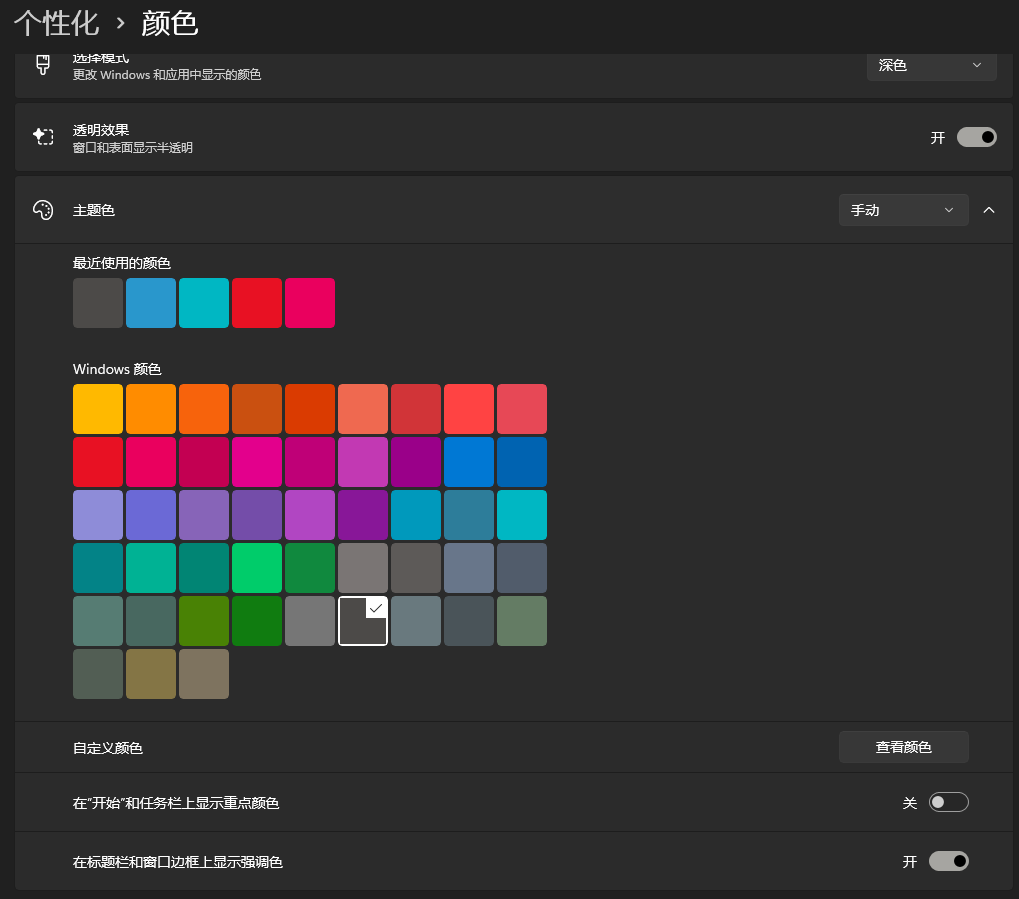 个性化 › 颜色
选择模式
更改 Windows 和应用中显示的颜色
深色
透明效果
窗口和表面显示半透明
开
主题色
手动
最近使用的颜色
Windows 颜色
自定义颜色
查看颜色
在"开始"和任务栏上显示重点颜色
关
在标题栏和窗口边框上显示强调色
开